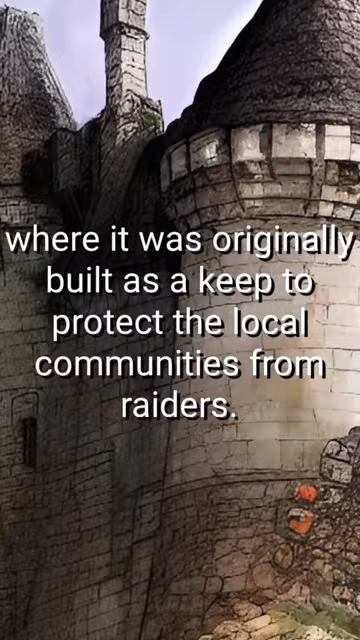 where it was originally
built as a keep to
protect the local
communities from
raiders.